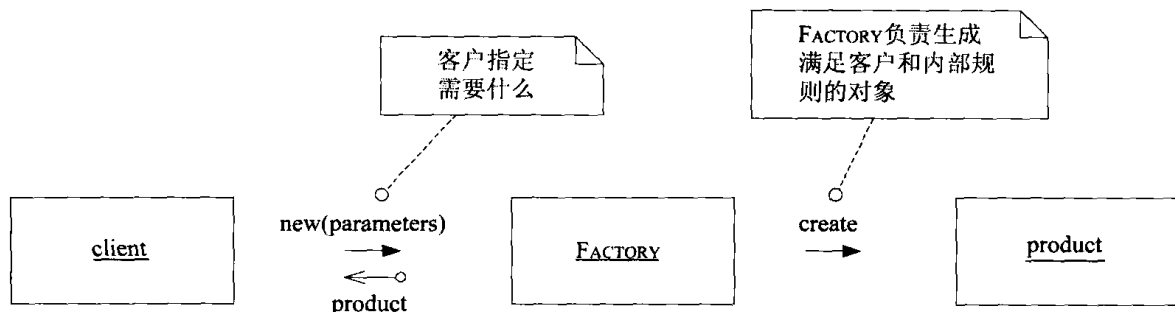 客户指定
需要什么
FACTORY负责生成
满足客户和内部规
则的对象
client
new(parameters)
product
FACTORY
create
product